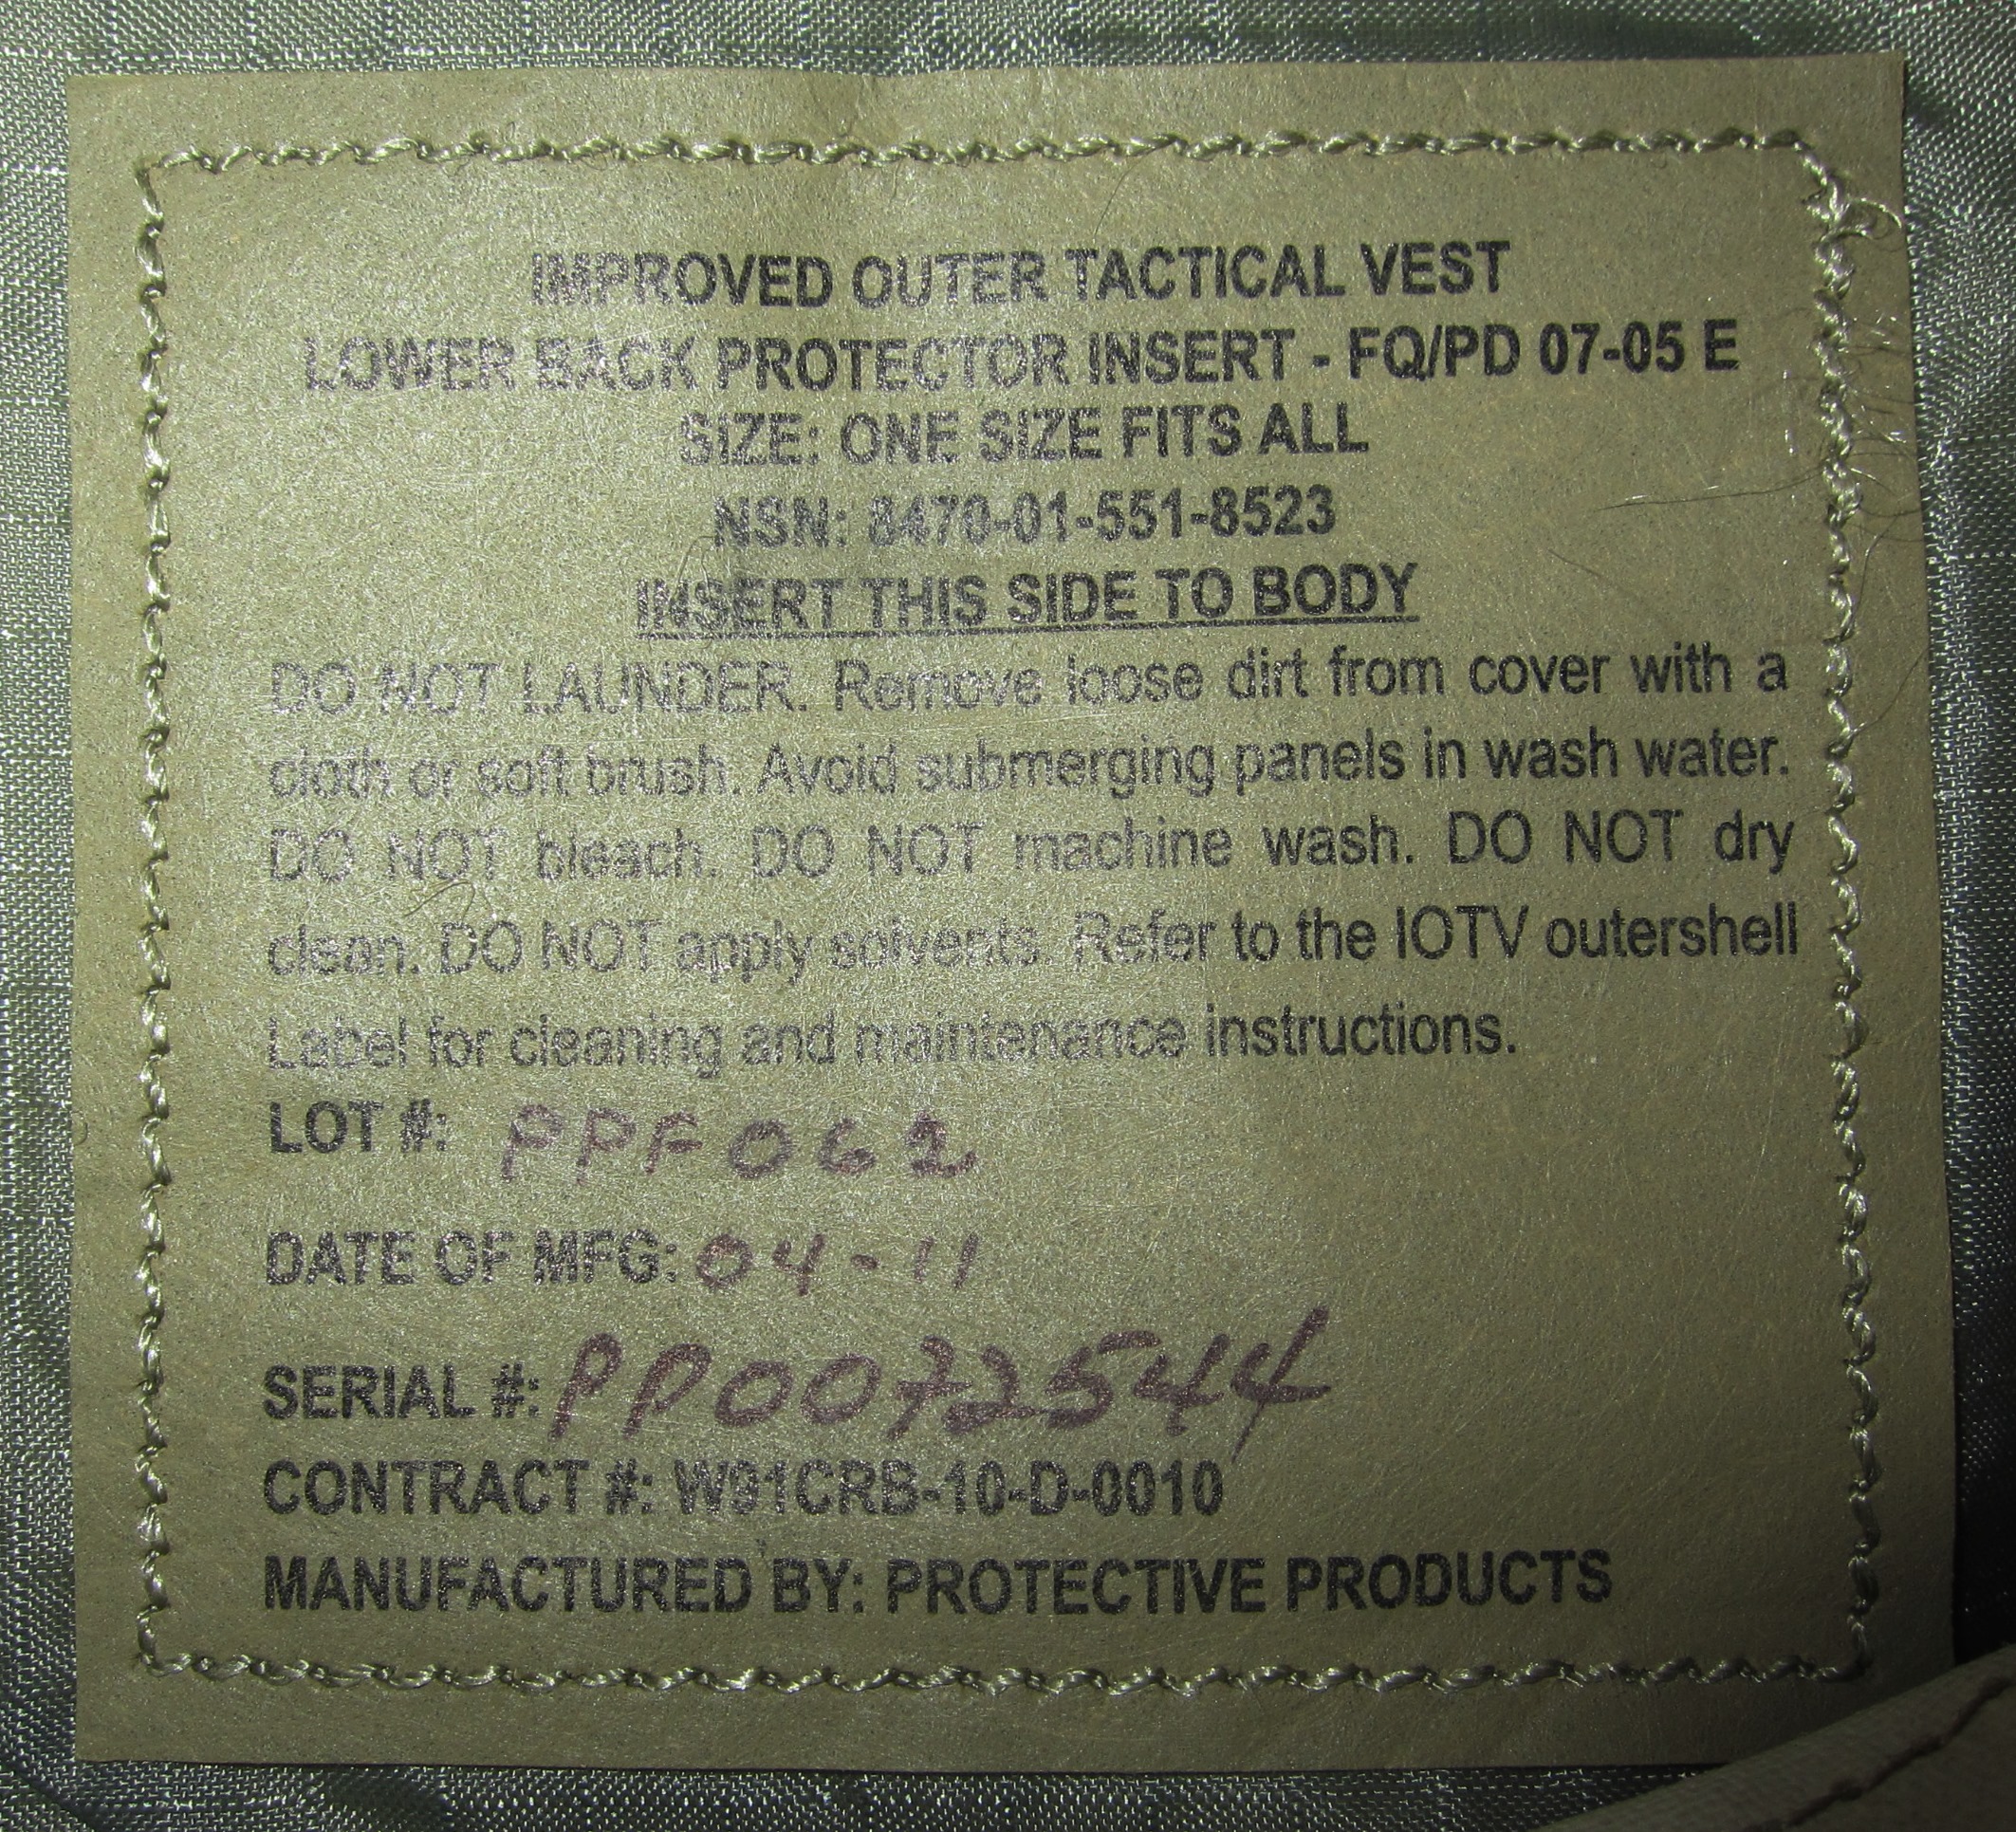 IMPROVED OUTER TACTICAL VEST
LOWER BACK PROTECTOR INSERT - FQ/PD 07-05 E
SIZE: ONE SIZE FITS ALL
NSN: 8470-01-551-8523
INSERT THIS SIDE TO BODY
DO NOT LAUNDER. Remove loose dirt from cover with a
cloth or soft brush. Avoid submerging panels in wash water.
DO NOT bleach. DO NOT machine wash. DO NOT dry
clean. DO NOT apply solvents. Refer to the IOTV outershell
Label for cleaning and maintenance instructions.
LOT #: PPF062
DATE OF MFG: 04-11
SERIAL #: PP0072544
CONTRACT #: W91CRB-10-D-0010
MANUFACTURED BY: PROTECTIVE PRODUCTS